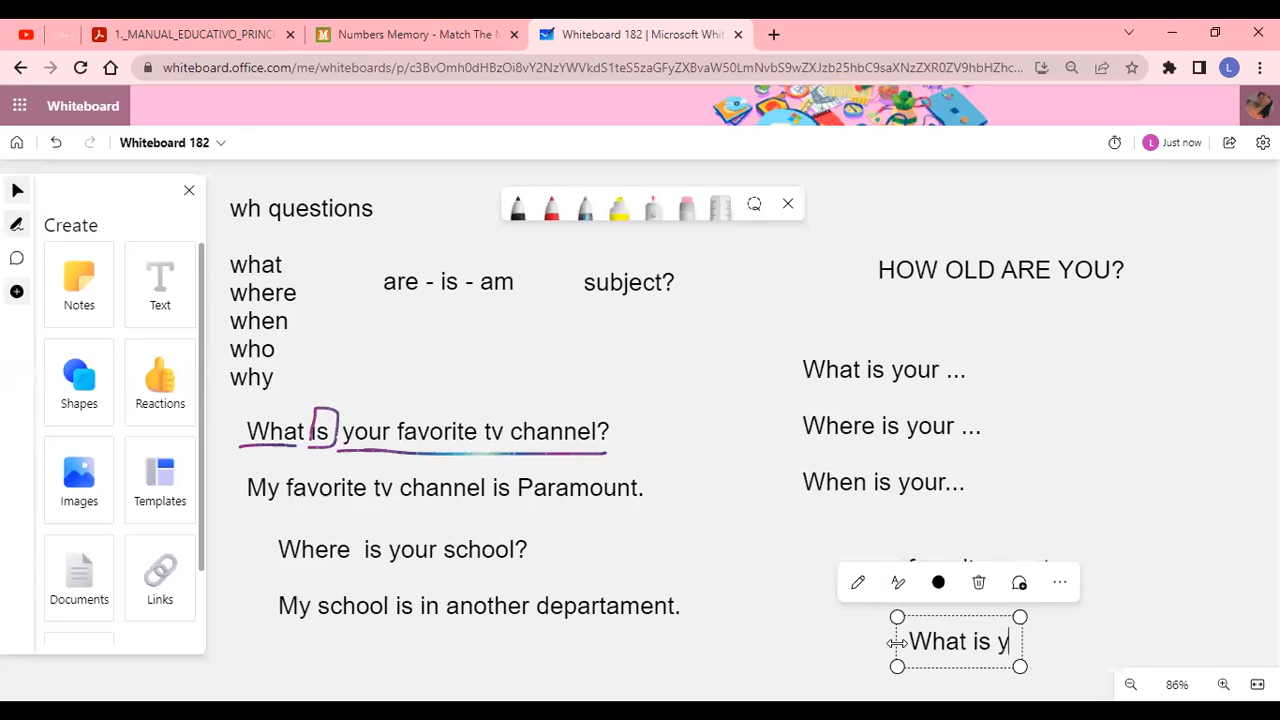 1._MANUAL_EDUCATIVO_PRINC
Numbers Memory - Match The N
Whiteboard 182 | Microsoft Whit
whiteboard.office.com/me/whiteboards/p/
Whiteboard
Whiteboard 182
L
Just now
Create
Notes
Text
Shapes
Reactions
Images
Templates
Documents
Links
wh questions
what
where
when
who
why
are - is - am
subject?
What is your favorite tv channel?
My favorite tv channel is Paramount.
Where  is your school?
My school is in another departament.
HOW OLD ARE YOU?
What is your ...
Where is your ...
When is your...
What is y
86%